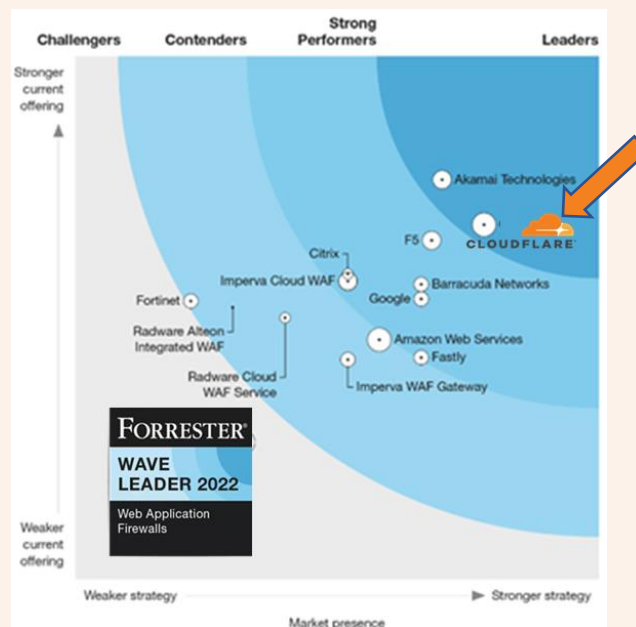 Challengers
Contenders
Strong
Performers
Leaders
Stronger
current
offering
Akamai Technologies
CLOUDFLARE
F5
Citrix
Imperva Cloud WAF
Barracuda Networks
Google
Fortinet
Radware Alteon
Integrated WAF
Amazon Web Services
Fastly
Radware Cloud
WAF Service
Imperva WAF Gateway
FORRESTER®
WAVE
LEADER 2022
Web Application
Firewalls
Weaker
current
offering
Weaker strategy
Stronger strategy
Market presence